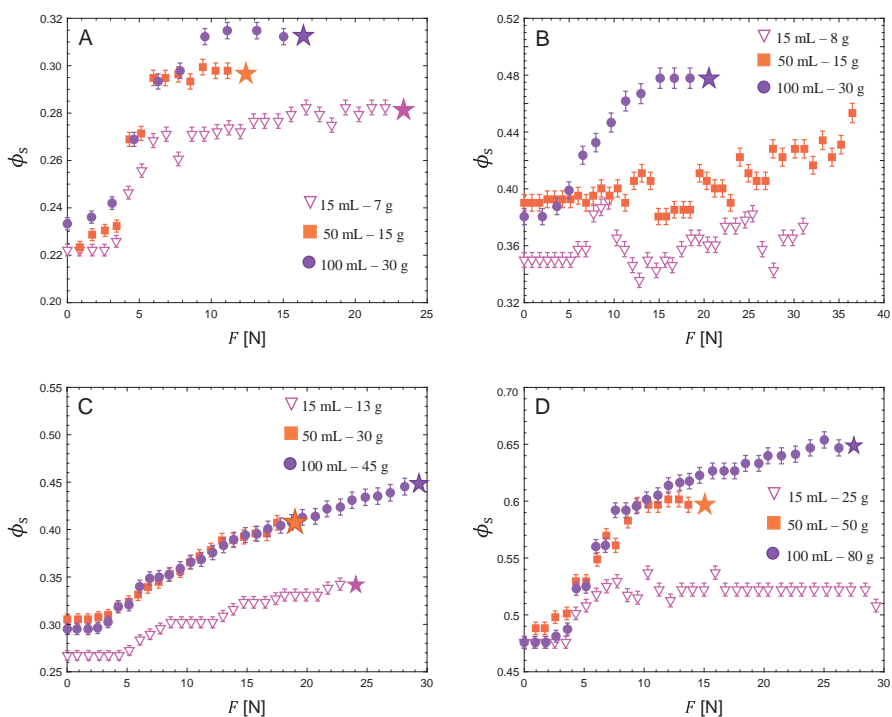 A
0.32
0.30
0.28
0.26
0.24
0.22
0.20
ϕs
15 mL – 7 g
50 mL – 15 g
100 mL – 30 g
0 5 10 15 20 25
F [N]
B
0.52
0.48
0.44
0.40
0.36
0.32
ϕs
15 mL – 8 g
50 mL – 15 g
100 mL – 30 g
0 5 10 15 20 25 30 35 40
F [N]
C
0.55
0.50
0.45
0.40
0.35
0.30
0.25
ϕs
15 mL – 13 g
50 mL – 30 g
100 mL – 45 g
0 5 10 15 20 25 30
F [N]
D
0.70
0.65
0.6
0.55
0.5
0.45
ϕs
15 mL – 25 g
50 mL – 50 g
100 mL – 80 g
0 5 10 15 20 25 30
F [N]